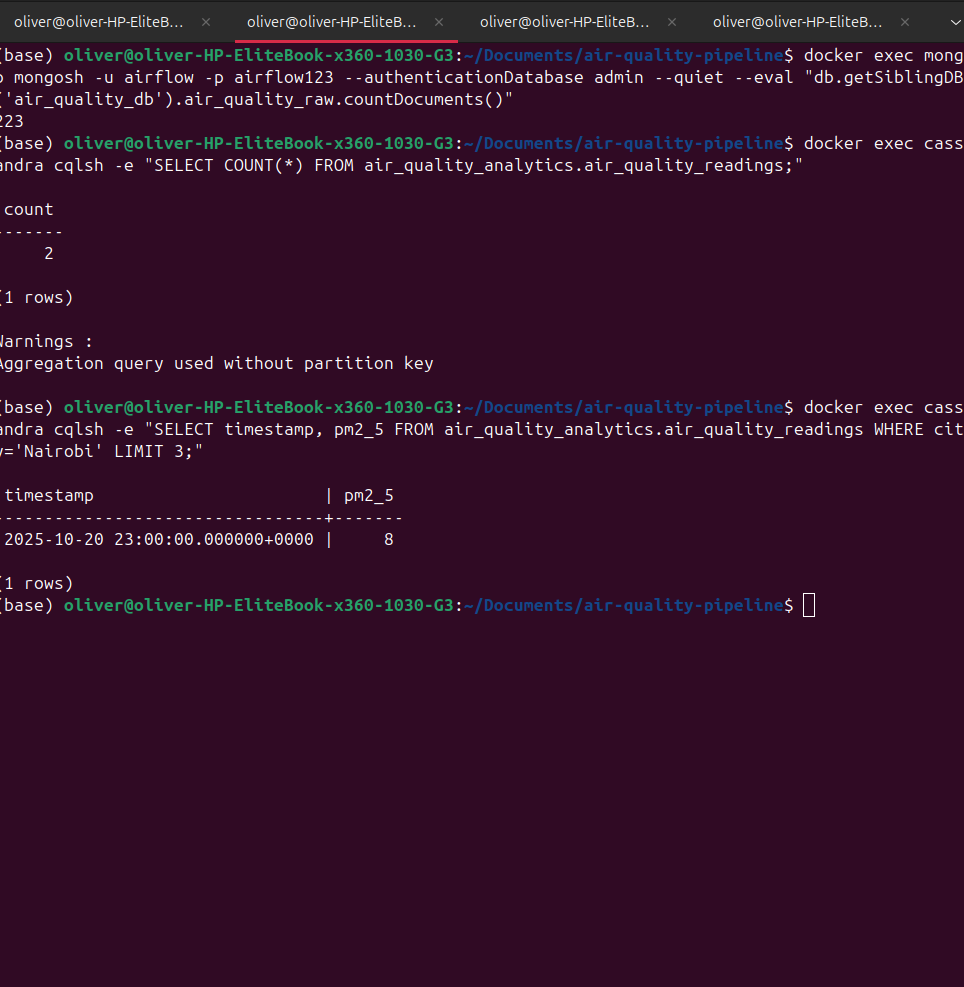 oliver@oliver-HP-EliteB... × oliver@oliver-HP-EliteB... × oliver@oliver-HP-EliteB... × oliver@oliver-HP-EliteB... ×
(base) oliver@oliver-HP-EliteBook-x360-1030-G3:~/Documents/air-quality-pipeline$ docker exec mong
o mongosh -u airflow -p airflow123 --authenticationDatabase admin --quiet --eval "db.getSiblingDB
('air_quality_db').air_quality_raw.countDocuments()"
223
(base) oliver@oliver-HP-EliteBook-x360-1030-G3:~/Documents/air-quality-pipeline$ docker exec cass
andra cqlsh -e "SELECT COUNT(*) FROM air_quality_analytics.air_quality_readings;"
count
-------
2
(1 rows)
Warnings :
Aggregation query used without partition key
(base) oliver@oliver-HP-EliteBook-x360-1030-G3:~/Documents/air-quality-pipeline$ docker exec cass
andra cqlsh -e "SELECT timestamp, pm2_5 FROM air_quality_analytics.air_quality_readings WHERE cit
y='Nairobi' LIMIT 3;"
timestamp | pm2_5
---------------------------------+-------
2025-10-20 23:00:00.000000+0000 | 8
(1 rows)
(base) oliver@oliver-HP-EliteBook-x360-1030-G3:~/Documents/air-quality-pipeline$